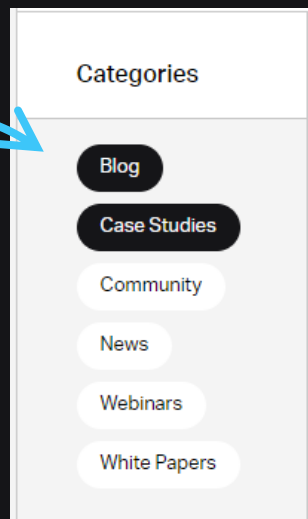 Categories
Blog
Case Studies
Community
News
Webinars
White Papers